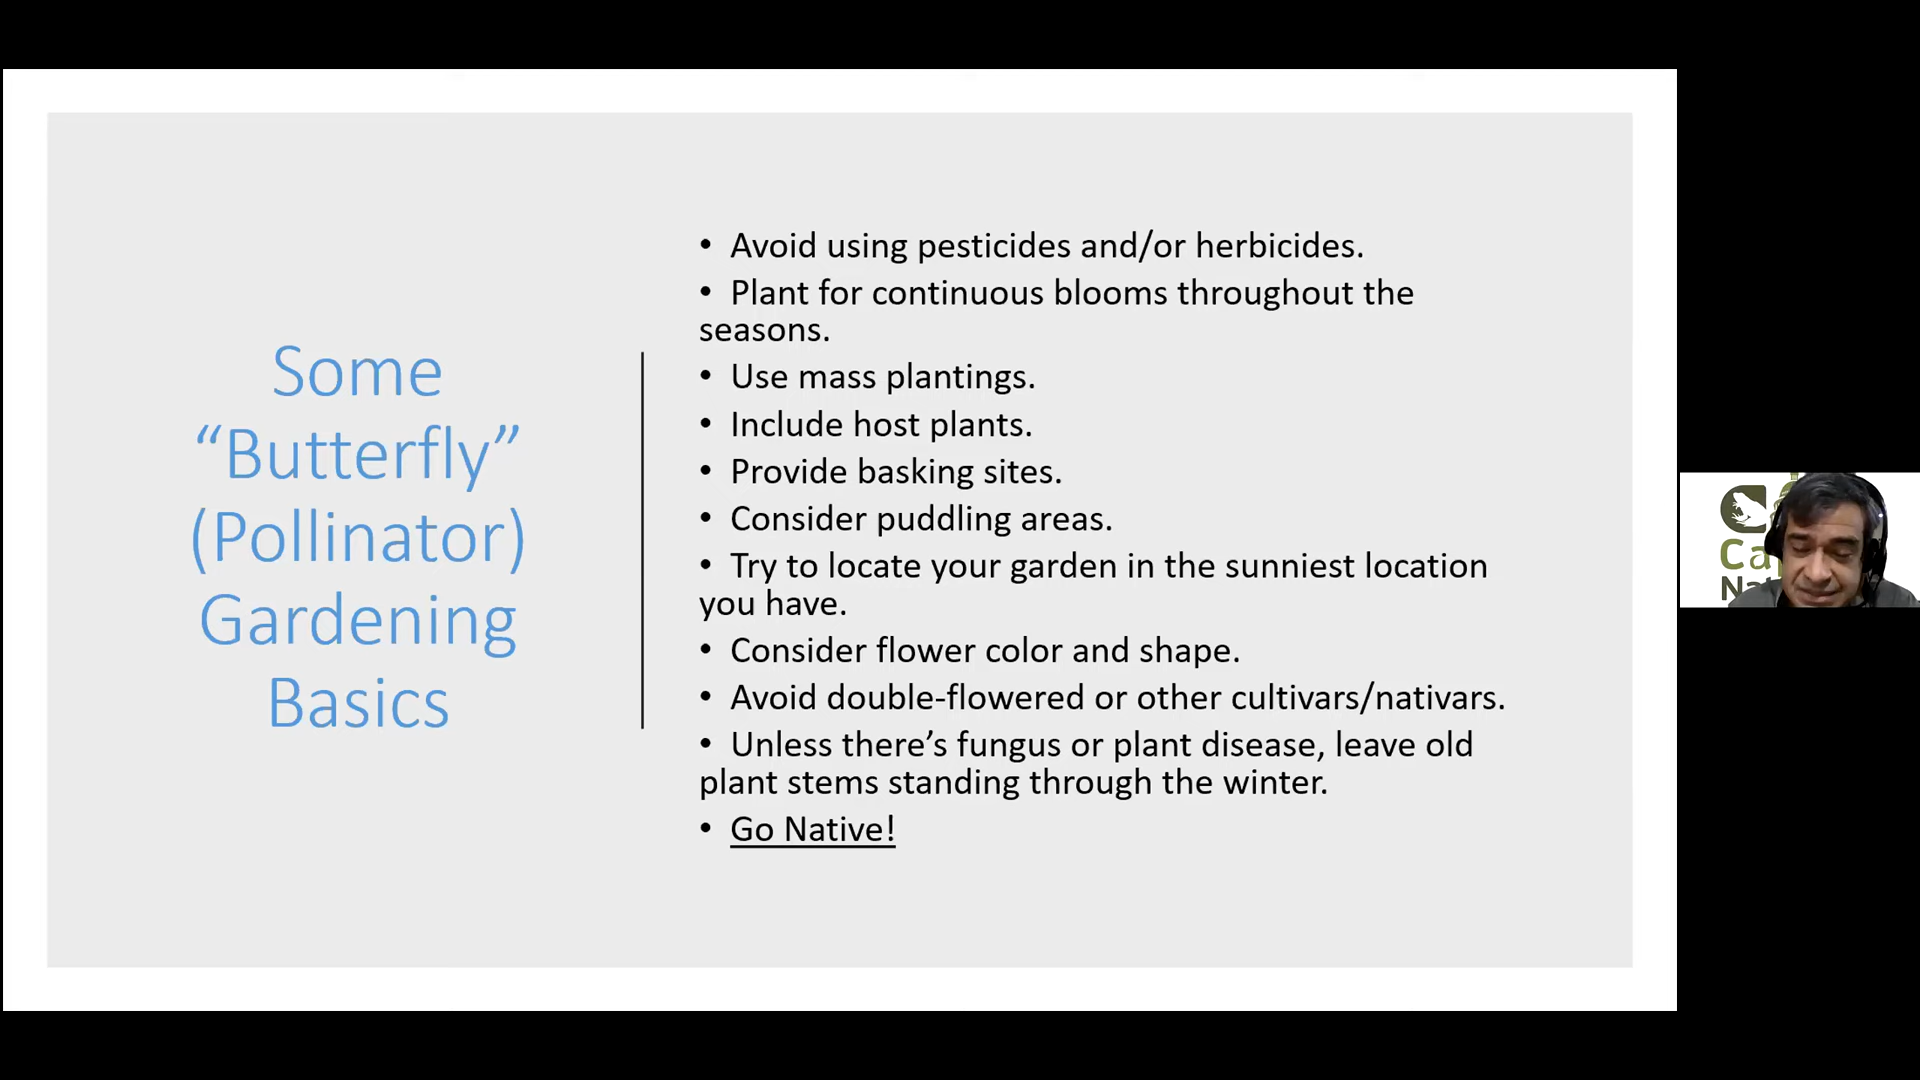 Some
“Butterfly”
(Pollinator)
Gardening
Basics
• Avoid using pesticides and/or herbicides.
• Plant for continuous blooms throughout the
seasons.
• Use mass plantings.
• Include host plants.
• Provide basking sites.
• Consider puddling areas.
• Try to locate your garden in the sunniest location
you have.
• Consider flower color and shape.
• Avoid double-flowered or other cultivars/nativars.
• Unless there’s fungus or plant disease, leave old
plant stems standing through the winter.
• Go Native!